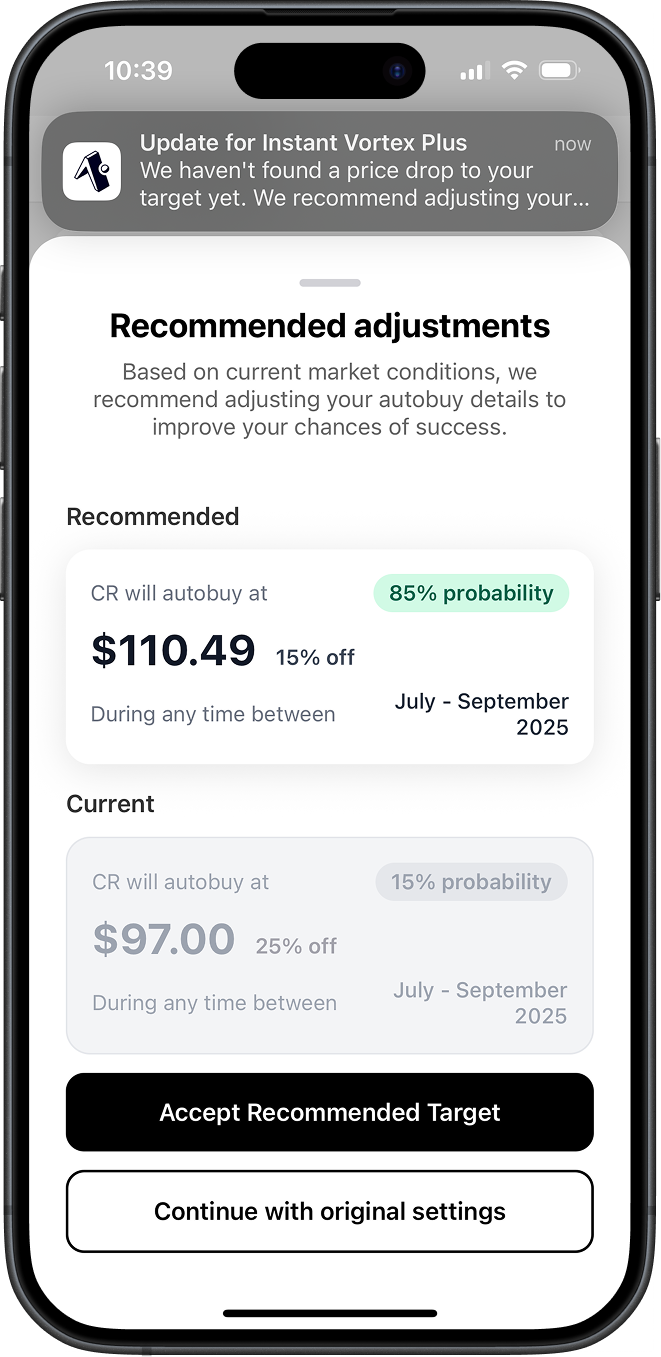 10:39
Update for Instant Vortex Plus now
We haven't found a price drop to your
target yet. We recommend adjusting your...
Recommended adjustments
Based on current market conditions, we
recommend adjusting your autobuy details to
improve your chances of success.
Recommended
CR will autobuy at 85% probability
$110.49 15% off
During any time between July - September
2025
Current
CR will autobuy at 15% probability
$97.00 25% off
During any time between July - September
2025
Accept Recommended Target
Continue with original settings